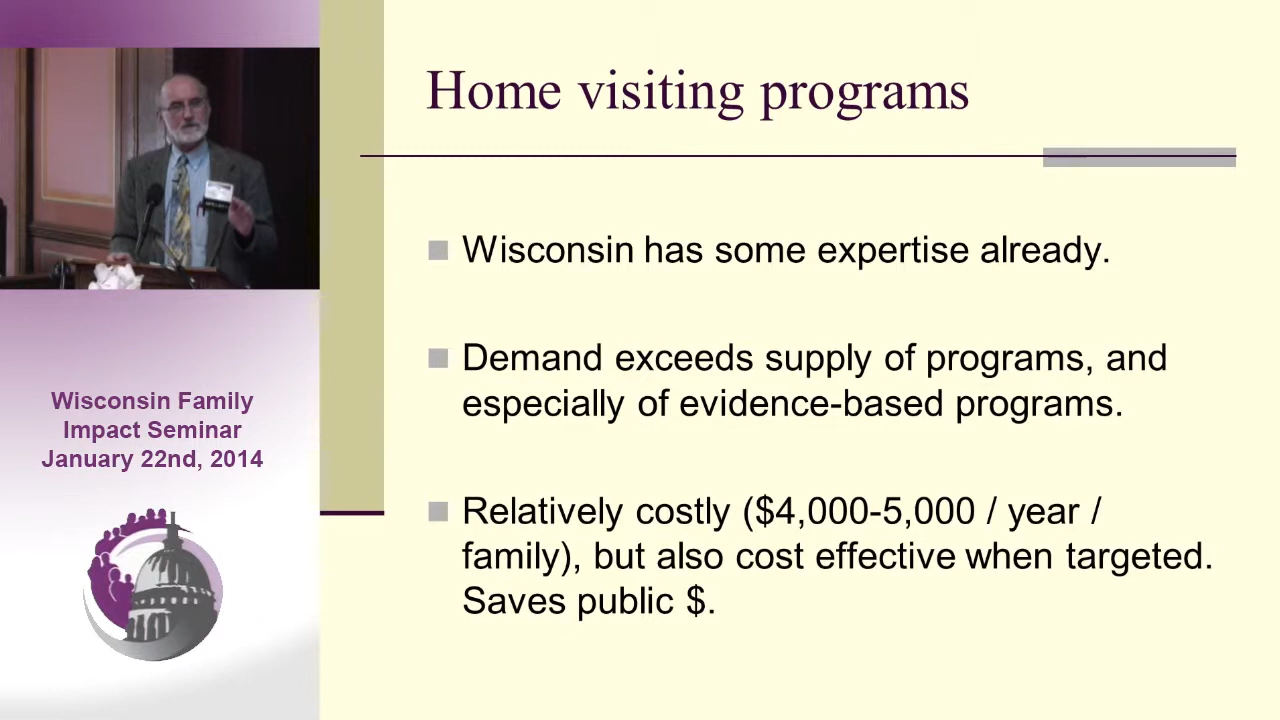 Home visiting programs
Wisconsin has some expertise already.
Demand exceeds supply of programs, and
especially of evidence-based programs.
Relatively costly ($4,000-5,000 / year /
family), but also cost effective when targeted.
Saves public $.
Wisconsin Family
Impact Seminar
January 22nd, 2014